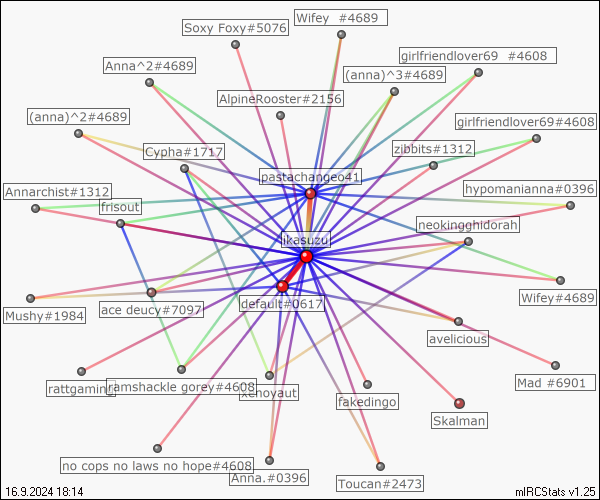 Wifey  #4689
Soxy Foxy#5076
girlfriendlover69  #4608
Anna^2#4689
(anna)^3#4689
AlpineRooster#2156
(anna)^2#4689
girlfriendlover69#4608
Cypha#1717
zibbits#1312
pastachangeo41
Annarchist#1312
hypomanianna#0396
frisout
neokingghidorah
ikasuzu
Wifey#4689
default#0617
ace deucy#7097
Mushy#1984
avelicious
rattgaming
ramshackle gorey#4608
xenoyaut
Mad #6901
fakedingo
Skalman
no cops no laws no hope#4608
Anna.#0396
Toucan#2473
16.9.2024 18:14
mIRCStats v1.25